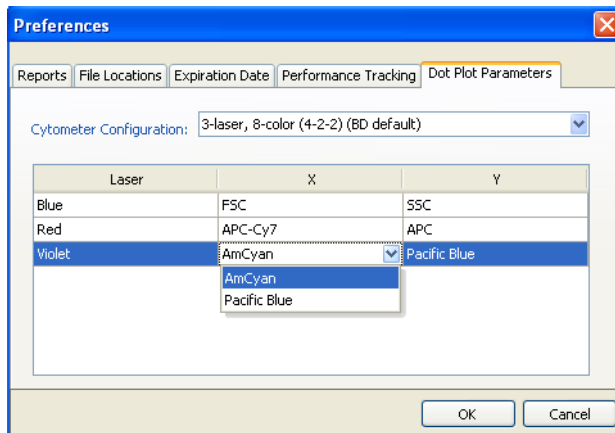 Preferences
Reports File Locations Expiration Date Performance Tracking Dot Plot Parameters
Cytometer Configuration: 3-laser, 8-color (4-2-2) (BD default)
Laser X Y
Blue FSC SSC
Red APC-Cy7 APC
Violet AmCyan Pacific Blue
AmCyan
Pacific Blue
OK Cancel